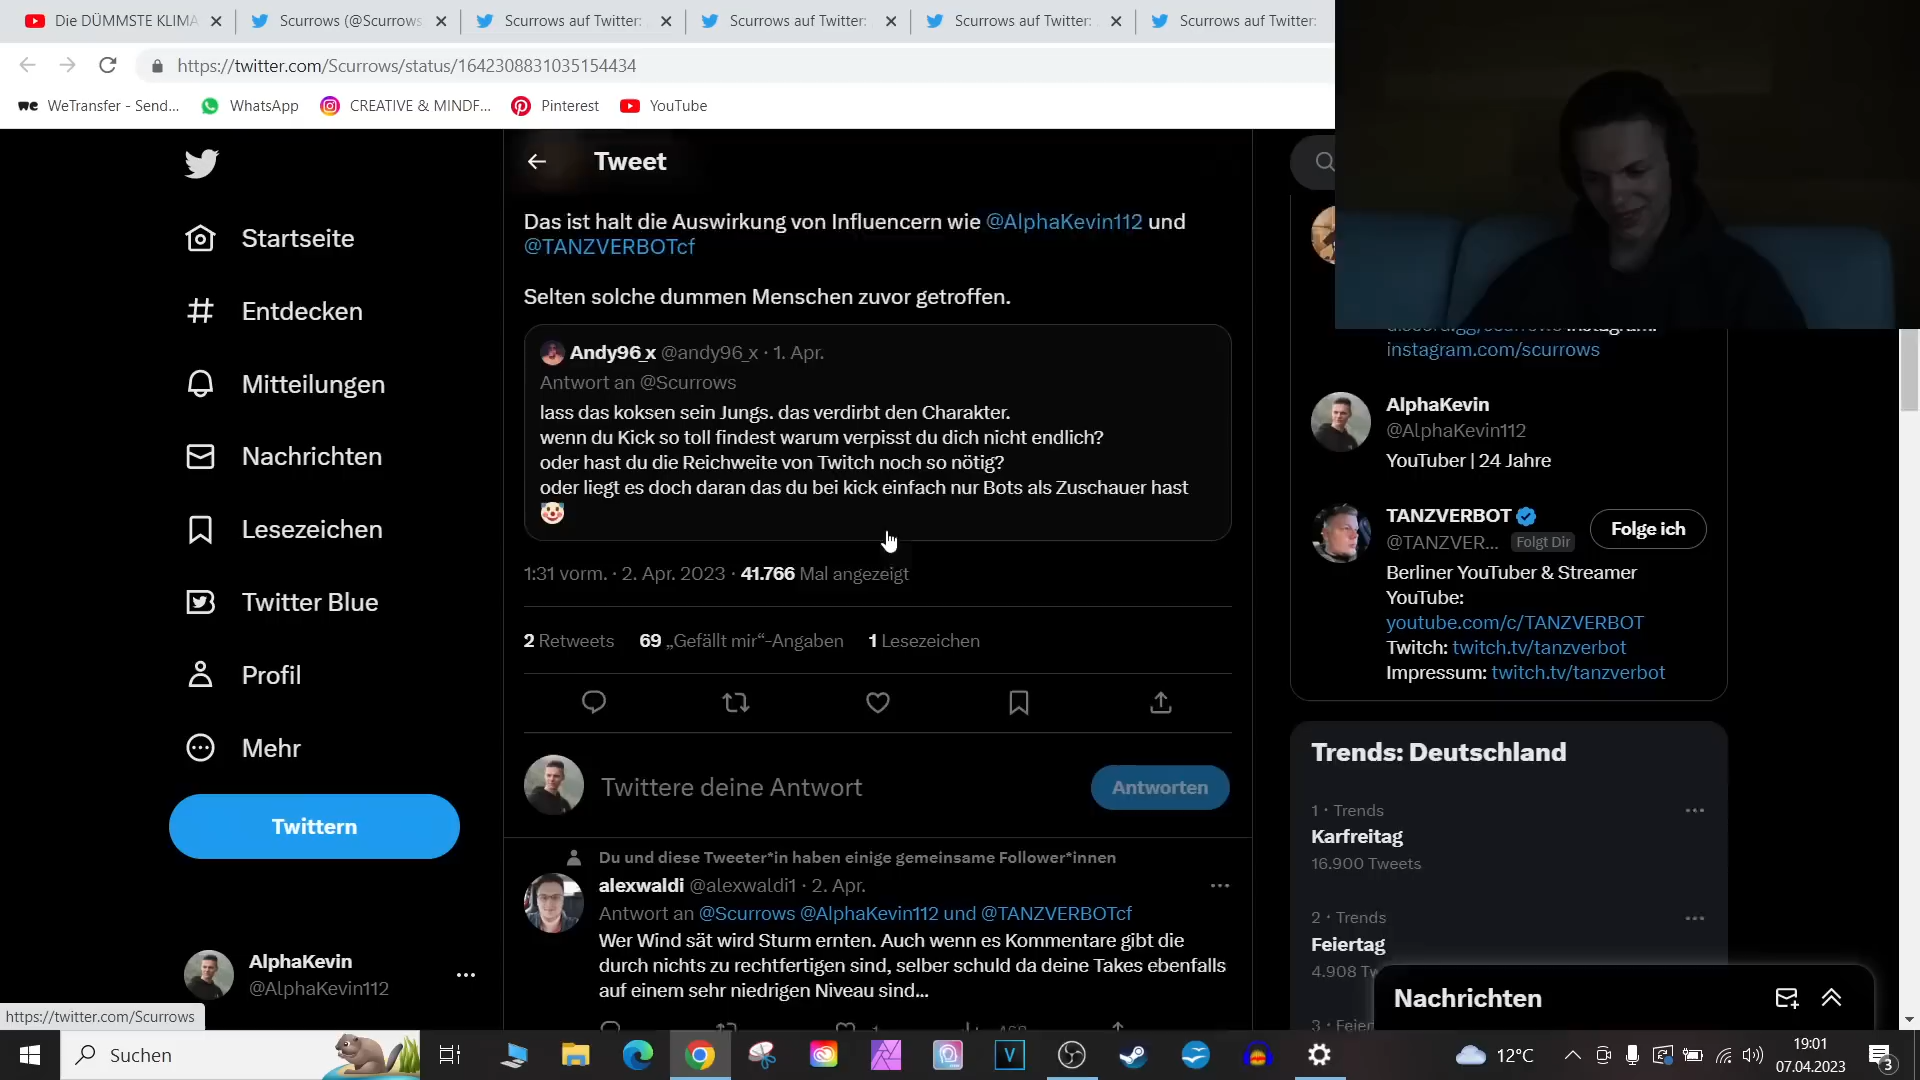 Die DÜMMSTE KLIMA
Scurrows (@Scurrows
Scurrows auf Twitter:
Scurrows auf Twitter:
Scurrows auf Twitter:
Scurrows auf Twitter:
https://twitter.com/Scurrows/status/1642308831035154434
WeTransfer - Send...
WhatsApp
CREATIVE & MINDF...
Pinterest
YouTube
Startseite
Entdecken
Mitteilungen
Nachrichten
Lesezeichen
Twitter Blue
Profil
Mehr
Twittern
AlphaKevin
@AlphaKevin112
https://twitter.com/Scurrows
Tweet
Das ist halt die Auswirkung von Influencern wie @AlphaKevin112 und
@TANZVERBOTcf
Selten solche dummen Menschen zuvor getroffen.
Andy96_x @andy96_x · 1. Apr.
Antwort an @Scurrows
lass das koksen sein Jungs. das verdirbt den Charakter.
wenn du Kick so toll findest warum verpisst du dich nicht endlich?
oder hast du die Reichweite von Twitch noch so nötig?
oder liegt es doch daran das du bei kick einfach nur Bots als Zuschauer hast
🤡
1:31 vorm. · 2. Apr. 2023 · 41.766 Mal angezeigt
2 Retweets 69 „Gefällt mir“-Angaben 1 Lesezeichen
Twittere deine Antwort
Antworten
Du und diese Tweeter*in haben einige gemeinsame Follower*innen
alexwaldi @alexwaldi1 · 2. Apr.
Antwort an @Scurrows @AlphaKevin112 und @TANZVERBOTcf
Wer Wind sät wird Sturm ernten. Auch wenn es Kommentare gibt die
durch nichts zu rechtfertigen sind, selber schuld da deine Takes ebenfalls
auf einem sehr niedrigen Niveau sind...
instagram.com/scurrows
AlphaKevin
@AlphaKevin112
YouTuber | 24 Jahre
TANZVERBOT
@TANZVER... Folgt Dir
Folge ich
Berliner YouTuber & Streamer
YouTube:
youtube.com/c/TANZVERBOT
Twitch: twitch.tv/tanzverbot
Impressum: twitch.tv/tanzverbot
Trends: Deutschland
1 · Trends
Karfreitag
16.900 Tweets
2 · Trends
Feiertag
4.908 Tw
3 · Feier
Nachrichten
Suchen
V
12°C
19:01
07.04.2023
3